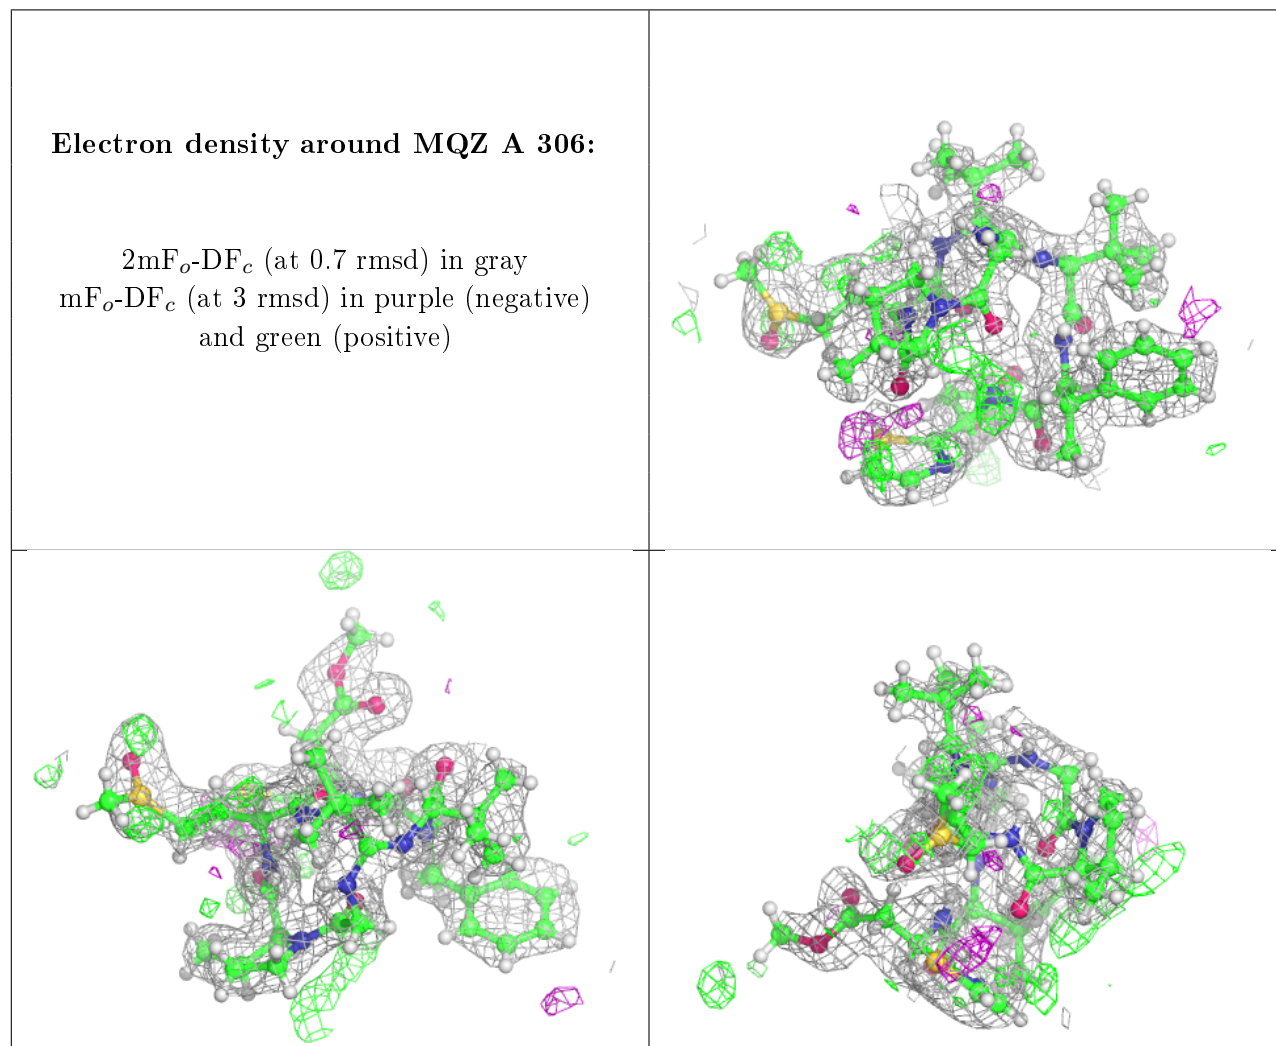 Electron density around MQZ A 306:
2mFo-DFc (at 0.7 rmsd) in gray
mFo-DFc (at 3 rmsd) in purple (negative)
and green (positive)